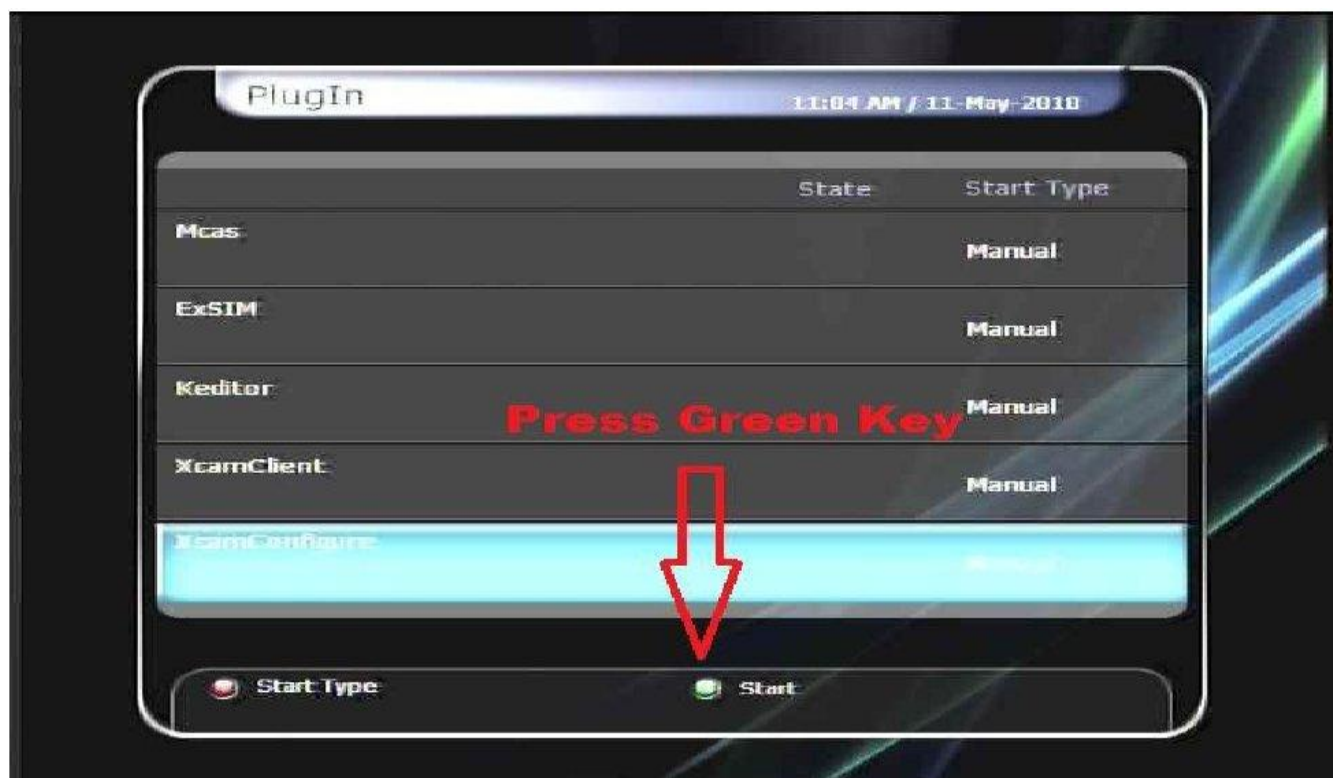 PlugIn 11:04 AM / 11-May-2010
State Start Type
Mcas
Manual
ExSIM
Manual
Keditor
Manual
Press Green Key
XcamClient
Manual
XcamConfigure
Start Type Start